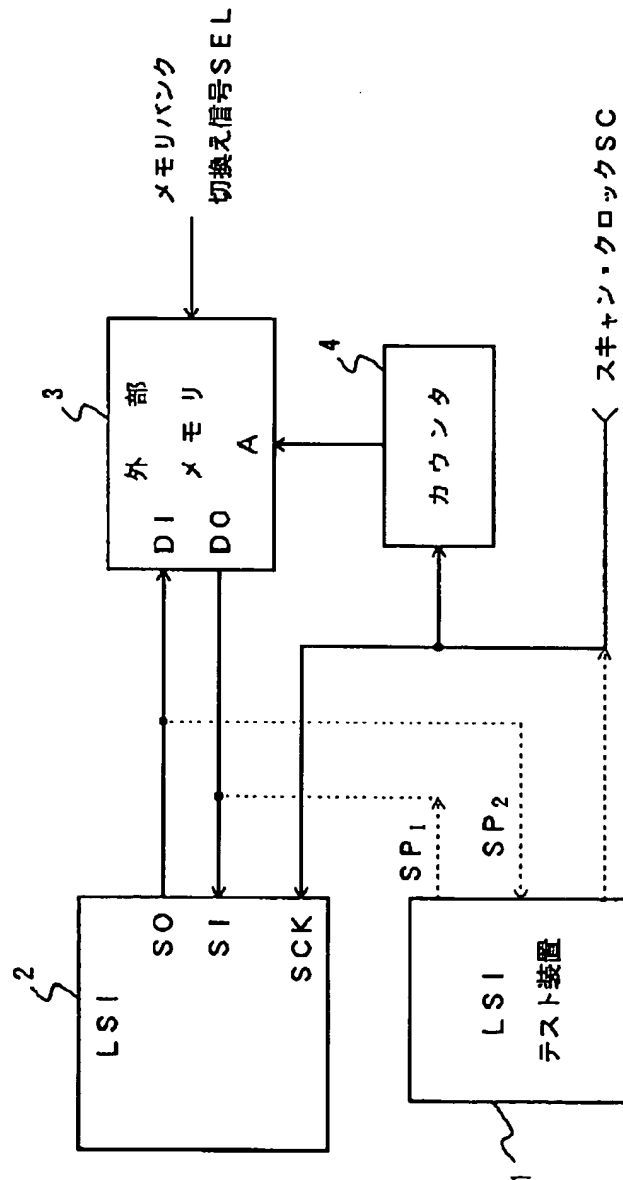 2
LSI
SO
SI
SCK
3
外部
メモリ
DI
DO
A
メモリバンク
切換え信号SEL
4
カウンタ
スキャン・クロックSC
SP1
SP2
1
LSI
テスト装置